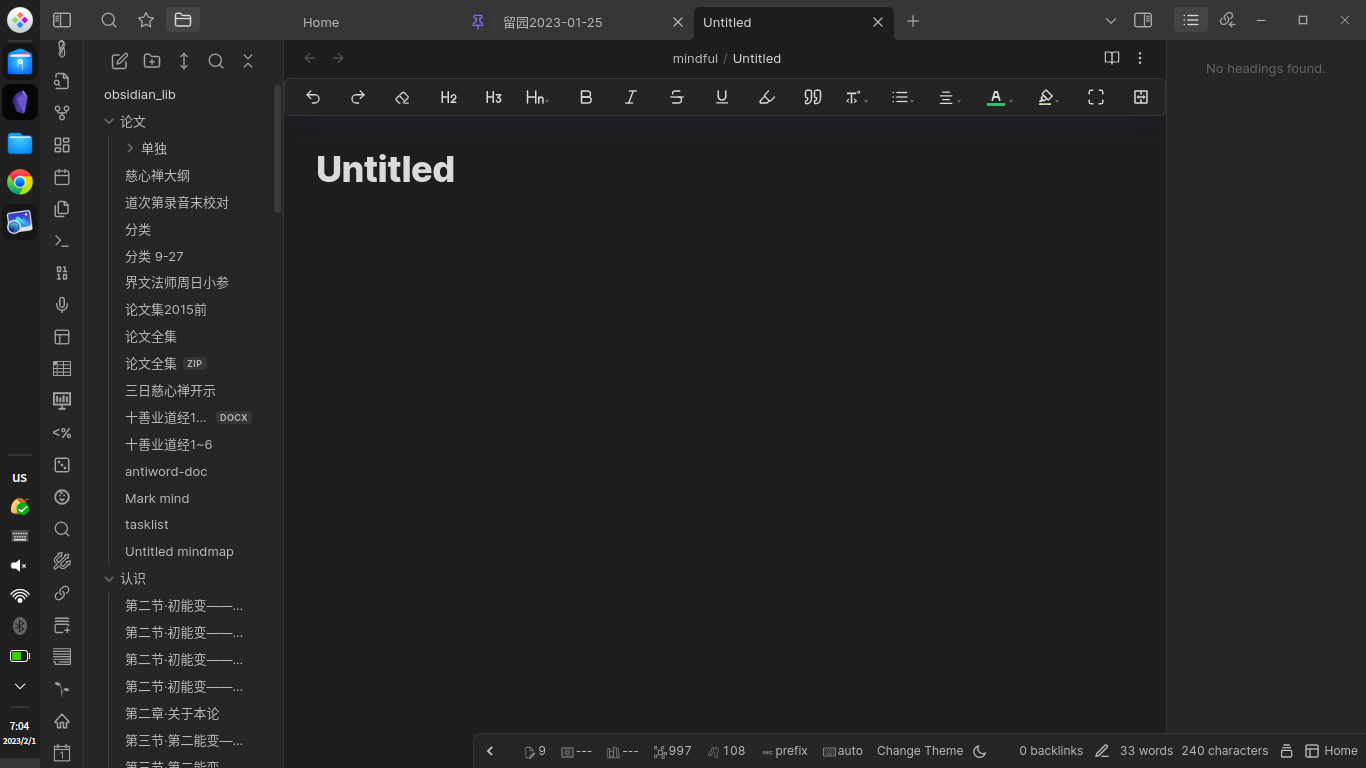 Home
留园2023-01-25
Untitled
mindful / Untitled
No headings found.
H2 H3 Hn B I S U A
Untitled
obsidian_lib
论文
单独
慈心禅大纲
道次第录音末校对
分类
分类 9-27
界文法师周日小参
论文集2015前
论文全集
论文全集 ZIP
三日慈心禅开示
十善业道经1... DOCX
十善业道经1~6
antiword-doc
Mark mind
tasklist
Untitled mindmap
认识
第二节·初能变——...
第二节·初能变——...
第二节·初能变——...
第二节·初能变——...
第二章·关于本论
第三节·第二能变—...
us
7:04
2023/2/1
9 --- --- 997 108 prefix auto Change Theme 0 backlinks 33 words 240 characters Home